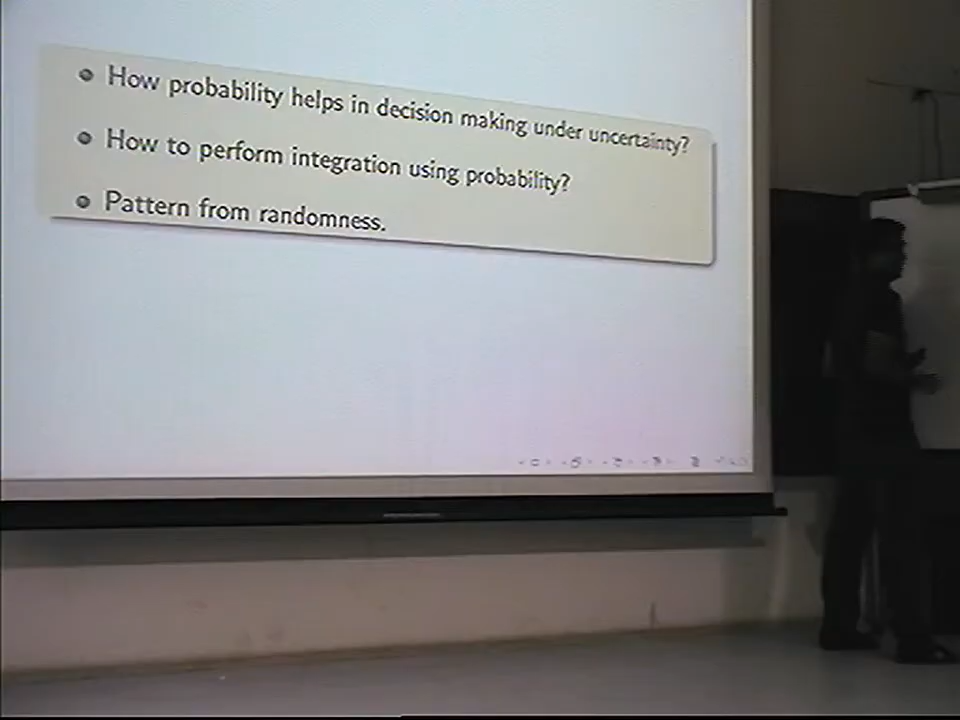 How probability helps in decision making under uncertainty?
How to perform integration using probability?
Pattern from randomness.